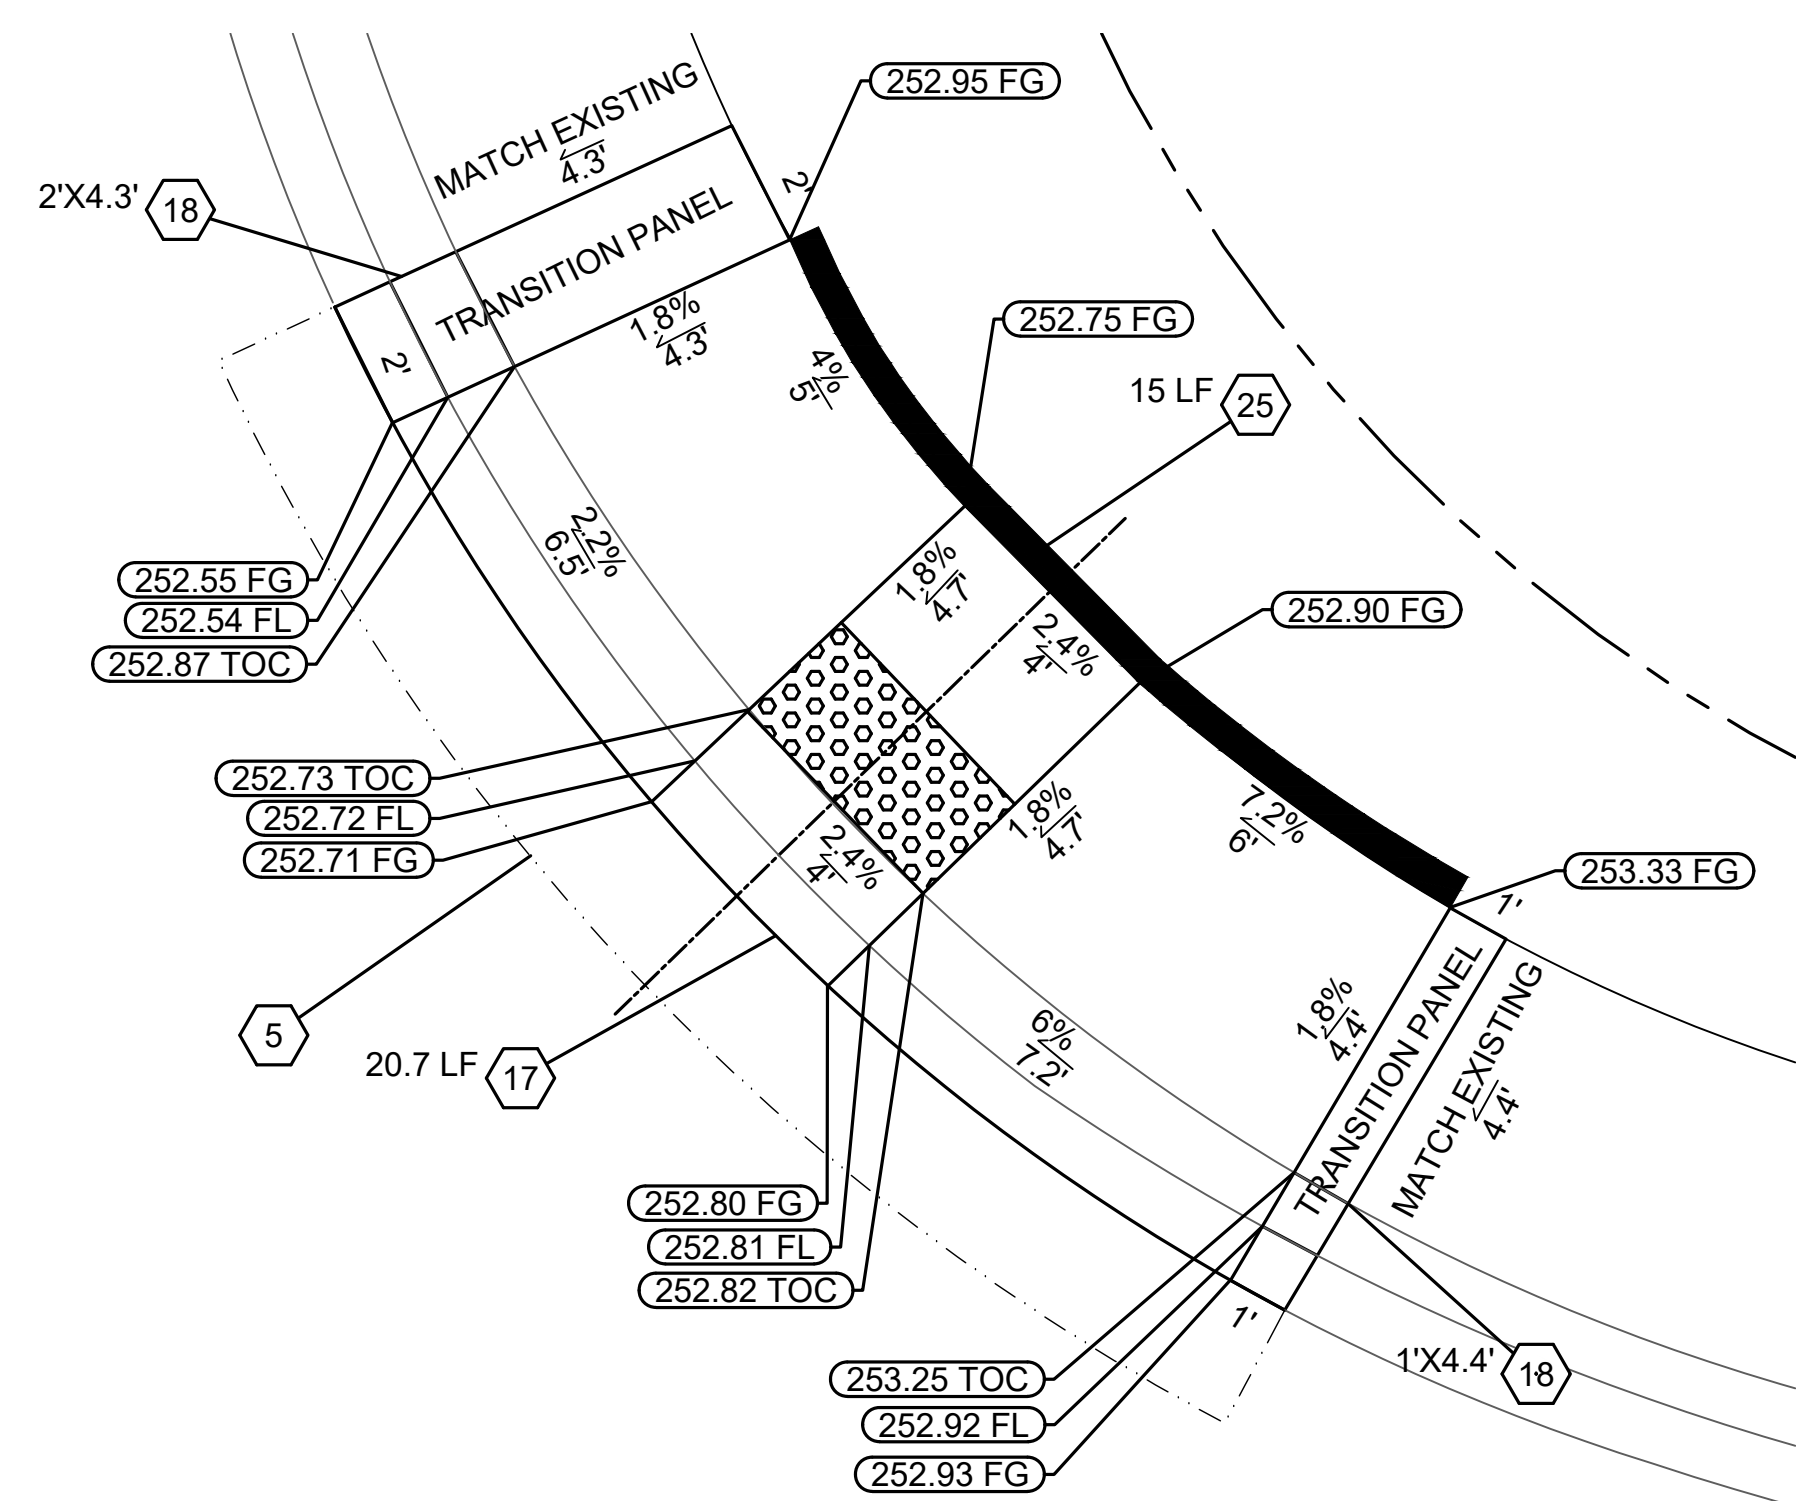 252.95 FG
MATCH EXISTING
4.3'
2'X4.3'
18
2'
TRANSITION PANEL
2'
1.8%
4.3'
4%
5'
252.75 FG
15 LF
25
2.2%
6.5'
252.55 FG
252.54 FL
252.87 TOC
1.8%
4.7'
252.90 FG
2.4%
4'
252.73 TOC
252.72 FL
252.71 FG
1.8%
4.7'
7.2%
6'
2.4%
4'
253.33 FG
1'
5
20.7 LF
17
6%
7.2'
1.8%
4.4'
TRANSITION PANEL
MATCH EXISTING
4.4'
252.80 FG
252.81 FL
252.82 TOC
1'
253.25 TOC
252.92 FL
252.93 FG
1'X4.4'
18